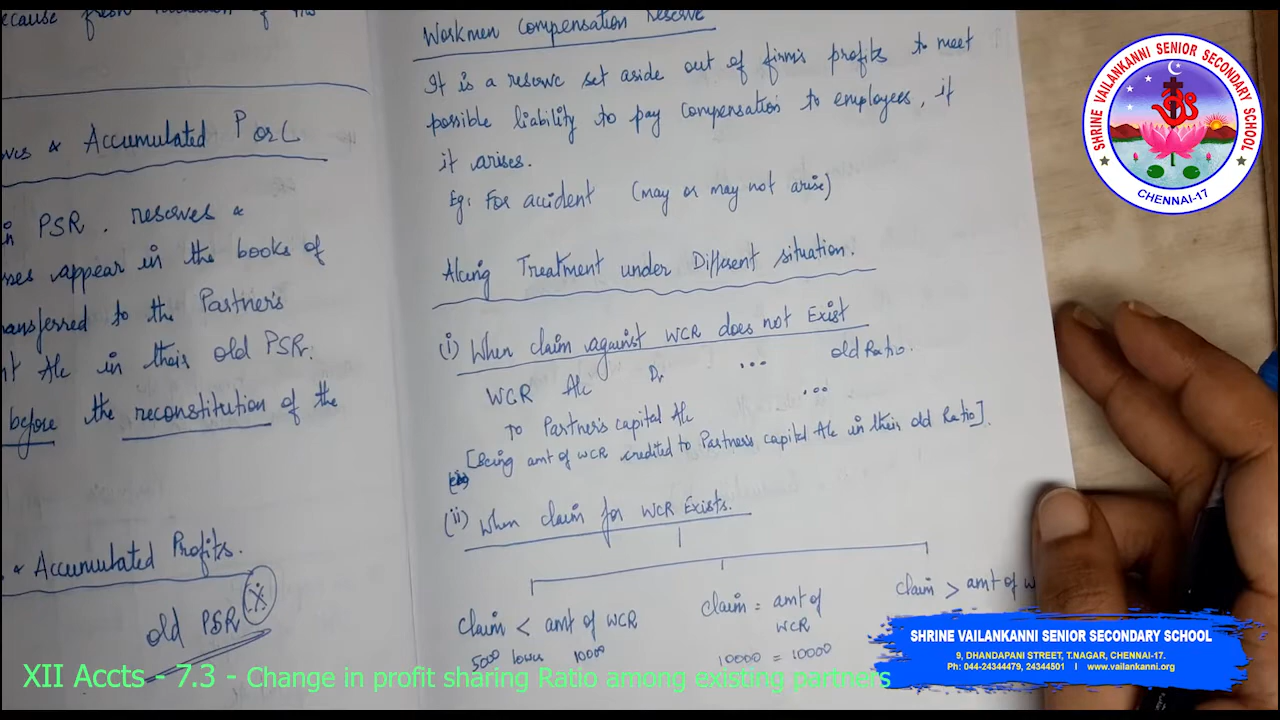 ecause fresh
& Accumulated P or L
in PSR. reserves &
ses appear in the books of
ansferred to the Partner's
nt A/c in their old PSR.
before the reconstitution of the
& Accumulated Profits.
old PSR
Workmen Compensation Reserve
It is a reserve set aside out of firm's profits to meet
possible liability to pay compensation to employees, if
it arises.
Eg: For accident (may or may not arise)
A/cing Treatment under Different situation.
(i) When claim against WCR does not Exist
WCR A/c Dr ... old Ratio.
To Partner's capital A/c ...
[Being amt of WCR credited to Partner's capital A/c in their old Ratio].
(ii) When claim for WCR Exists.
Claim < amt of WCR
5000 lower 10000
Claim = amt of
WCR
10000 = 10000
Claim > amt of W
SHRINE VAILANKANNI SENIOR SECONDARY SCHOOL
CHENNAI-17
SHRINE VAILANKANNI SENIOR SECONDARY SCHOOL
9, DHANDAPANI STREET, T.NAGAR, CHENNAI-17.
Ph: 044-24344479, 24344501 I www.vailankanni.org
XII Accts - 7.3 - Change in profit sharing Ratio among existing partners